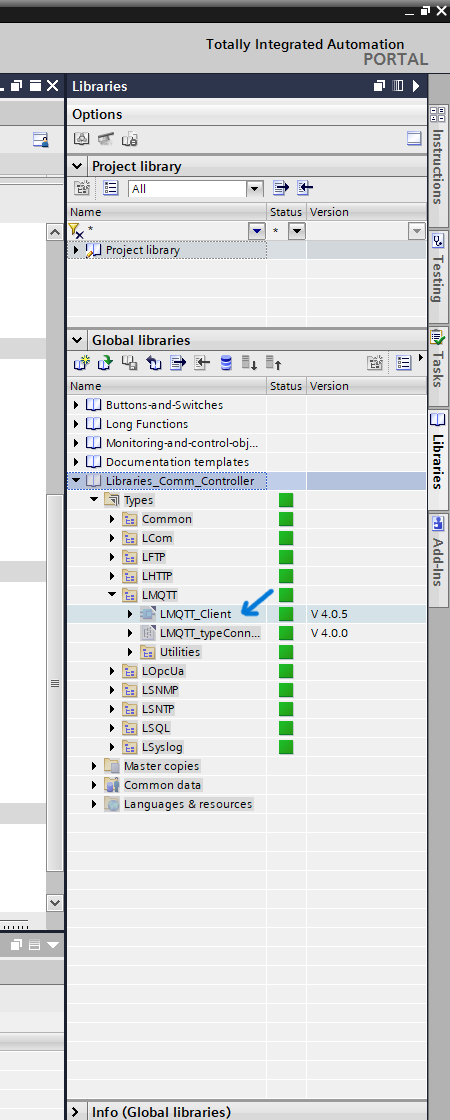 Totally Integrated Automation
PORTAL
Libraries
Options
Project library
All
Name Status Version
* *
Project library
Global libraries
Name Status Version
Buttons-and-Switches
Long Functions
Monitoring-and-control-obj...
Documentation templates
Libraries_Comm_Controller
Types
Common
LCom
LFTP
LHTTP
LMQTT
LMQTT_Client V 4.0.5
LMQTT_typeConn... V 4.0.0
Utilities
LOpcUa
LSNMP
LSNTP
LSQL
LSyslog
Master copies
Common data
Languages & resources
Info (Global libraries)
Instructions
Testing
Tasks
Libraries
Add-Ins